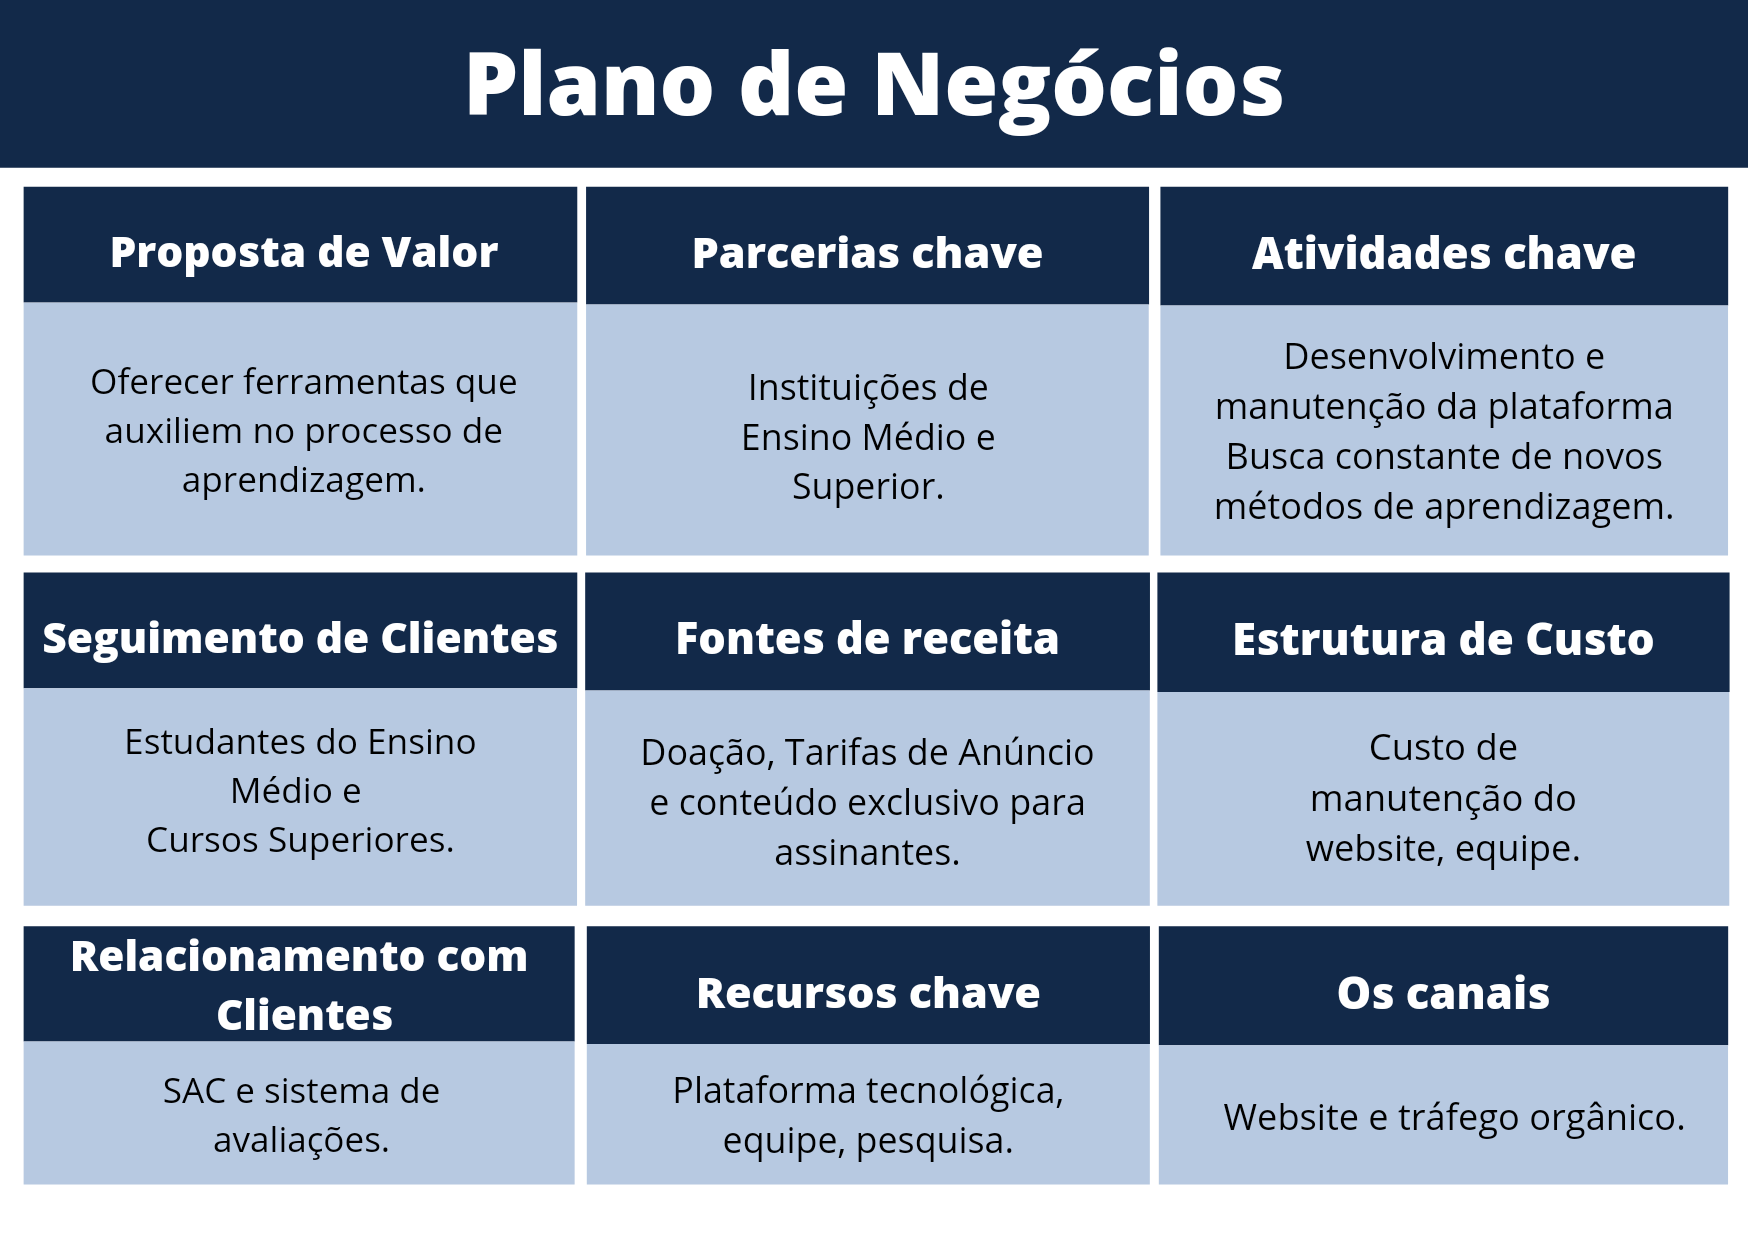 Plano de Negócios
Proposta de Valor
Oferecer ferramentas que
auxiliem no processo de
aprendizagem.
Parcerias chave
Instituições de
Ensino Médio e
Superior.
Atividades chave
Desenvolvimento e
manutenção da plataforma
Busca constante de novos
métodos de aprendizagem.
Seguimento de Clientes
Estudantes do Ensino
Médio e
Cursos Superiores.
Fontes de receita
Doação, Tarifas de Anúncio
e conteúdo exclusivo para
assinantes.
Estrutura de Custo
Custo de
manutenção do
website, equipe.
Relacionamento com
Clientes
SAC e sistema de
avaliações.
Recursos chave
Plataforma tecnológica,
equipe, pesquisa.
Os canais
Website e tráfego orgânico.